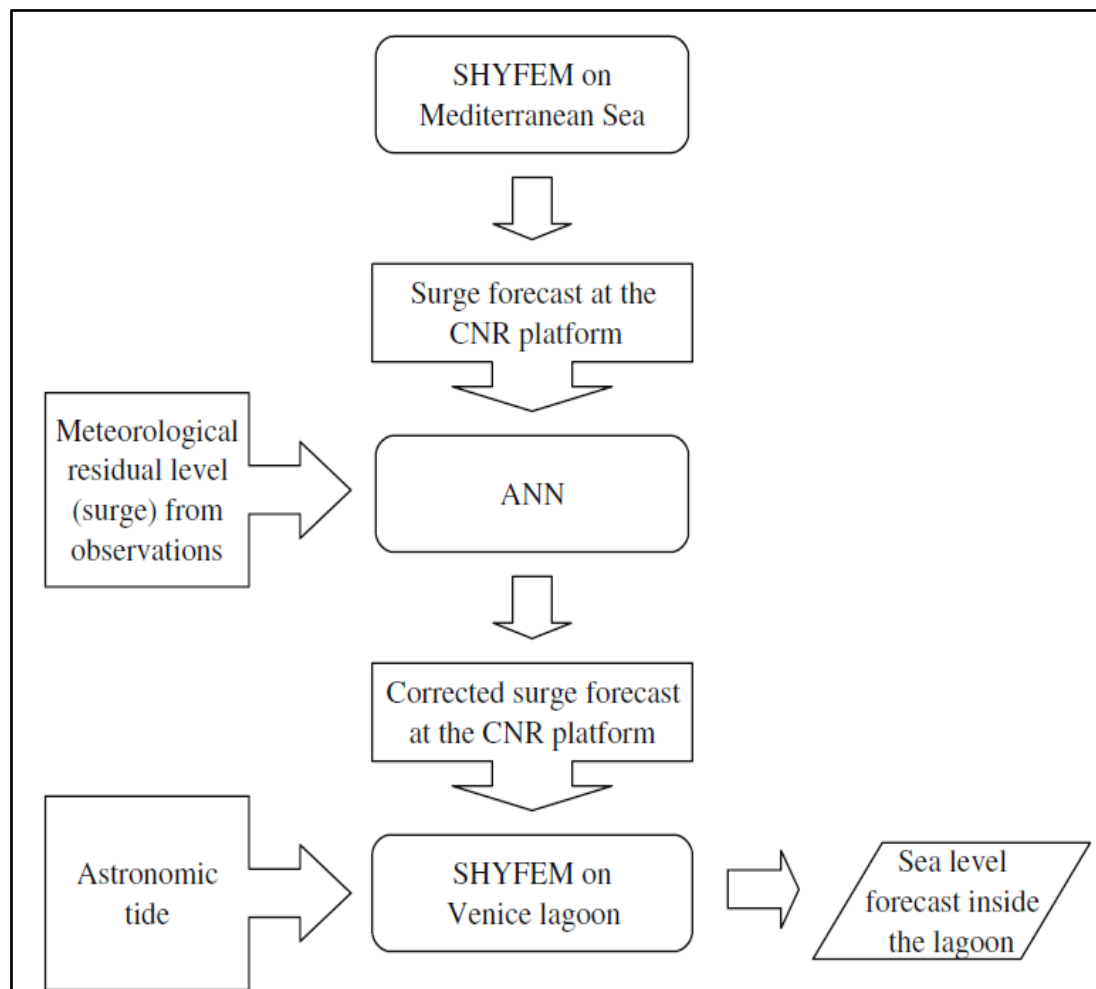 SHYFEM on
Mediterranean Sea
Surge forecast at the
CNR platform
Meteorological
residual level
(surge) from
observations
ANN
Corrected surge forecast
at the CNR platform
Astronomic
tide
SHYFEM on
Venice lagoon
Sea level
forecast inside
the lagoon